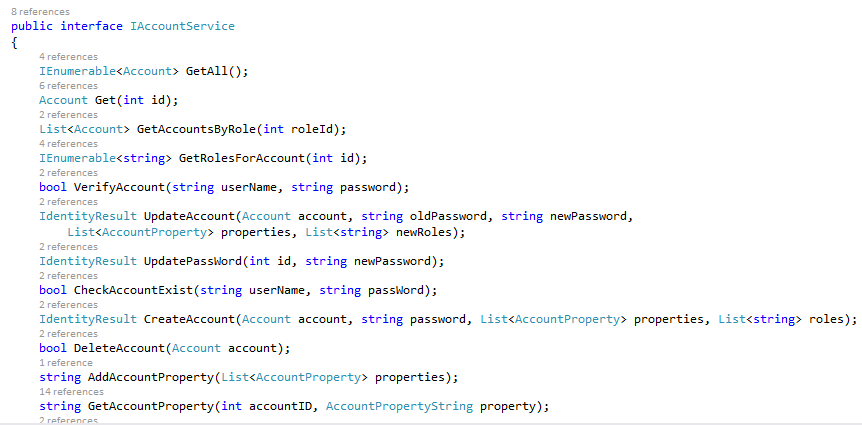 8 references
public interface IAccountService
{
4 references
IEnumerable<Account> GetAll();
6 references
Account Get(int id);
2 references
List<Account> GetAccountsByRole(int roleId);
4 references
IEnumerable<string> GetRolesForAccount(int id);
2 references
bool VerifyAccount(string userName, string password);
2 references
IdentityResult UpdateAccount(Account account, string oldPassword, string newPassword,
List<AccountProperty> properties, List<string> newRoles);
2 references
IdentityResult UpdatePassWord(int id, string newPassword);
2 references
bool CheckAccountExist(string userName, string passWord);
2 references
IdentityResult CreateAccount(Account account, string password, List<AccountProperty> properties, List<string> roles);
2 references
bool DeleteAccount(Account account);
1 reference
string AddAccountProperty(List<AccountProperty> properties);
14 references
string GetAccountProperty(int accountID, AccountPropertyString property);
2 references